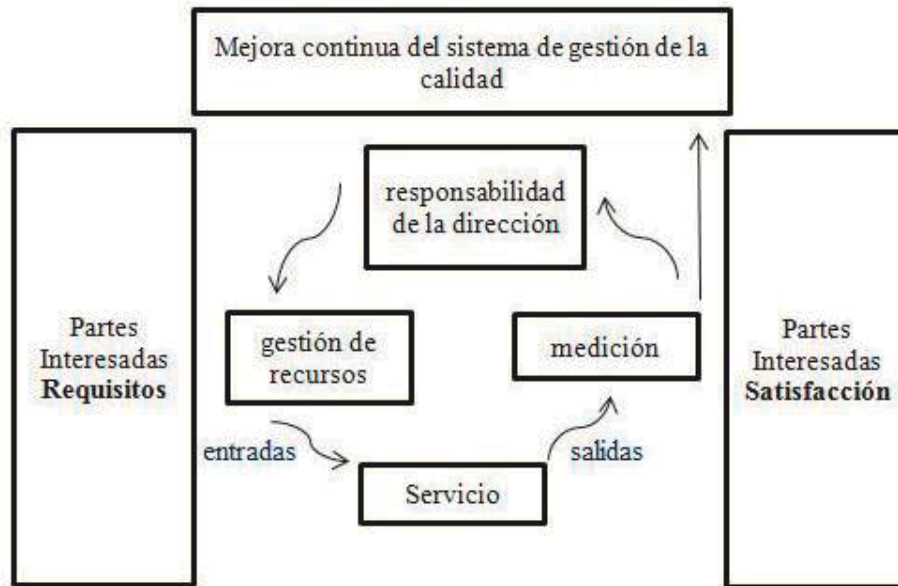 Mejora continua del sistema de gestión de la
calidad
responsabilidad
de la dirección
Partes
Interesadas
Requisitos
gestión de
recursos
medición
Partes
Interesadas
Satisfacción
entradas
salidas
Servicio